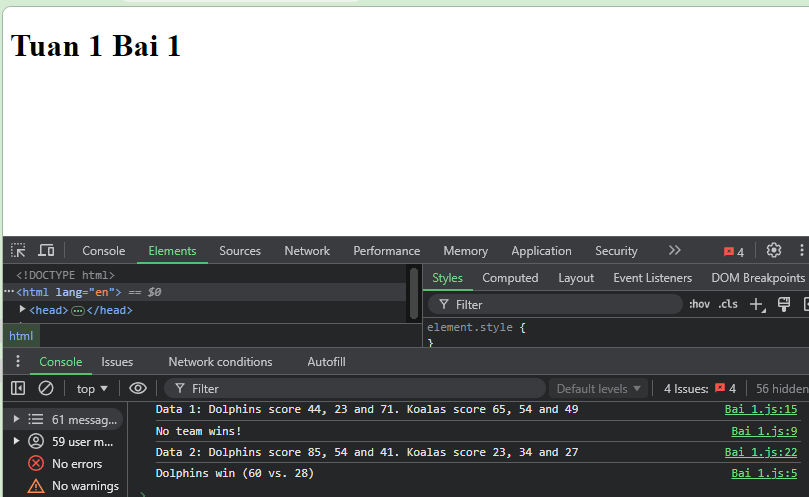 Tuan 1 Bai 1
Console Elements Sources Network Performance Memory Application Security 4
<!DOCTYPE html>
<html lang="en"> == $0
<head> </head>
html
Styles Computed Layout Event Listeners DOM Breakpoints
Filter :hov .cls
element.style {
}
Console Issues Network conditions Autofill
top Filter Default levels 4 Issues: 4 56 hidden
61 messag...
59 user m...
No errors
No warnings
Data 1: Dolphins score 44, 23 and 71. Koalas score 65, 54 and 49 Bai 1.js:15
No team wins! Bai 1.js:9
Data 2: Dolphins score 85, 54 and 41. Koalas score 23, 34 and 27 Bai 1.js:22
Dolphins win (60 vs. 28) Bai 1.js:5